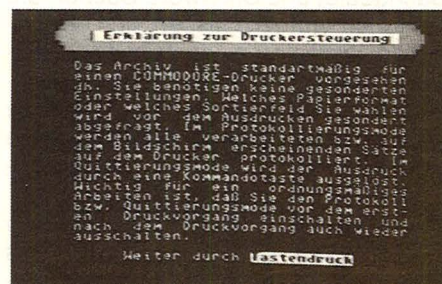 Erklärung zur Druckersteuerung
Das Archiv ist standartmäßig für
einen COMMODORE-Drucker vorgesehen
dh. Sie benötigen keine gesonderten
Einstellungen. Welches Papierformat
oder welches Sortierfeld Sie wählen
wird vor dem Ausdrucken gesondert
abgefragt. Im Protokollierungsmode
werden alle verarbeiteten bzw. auf
dem Bildschirm erscheinenden Sätze
auf dem Drucker protokolliert. Im
Quittierungsmode wird der Ausdruck
durch eine Kommandotaste ausgelöst.
Wichtig für ein ordnungsmäßiges
Arbeiten ist, daß Sie den Protokoll
bzw. Quittierungsmode vor dem erst-
en Druckvorgang einschalten und
nach dem Druckvorgang auch wieder
ausschalten.
Weiter durch Tastendruck